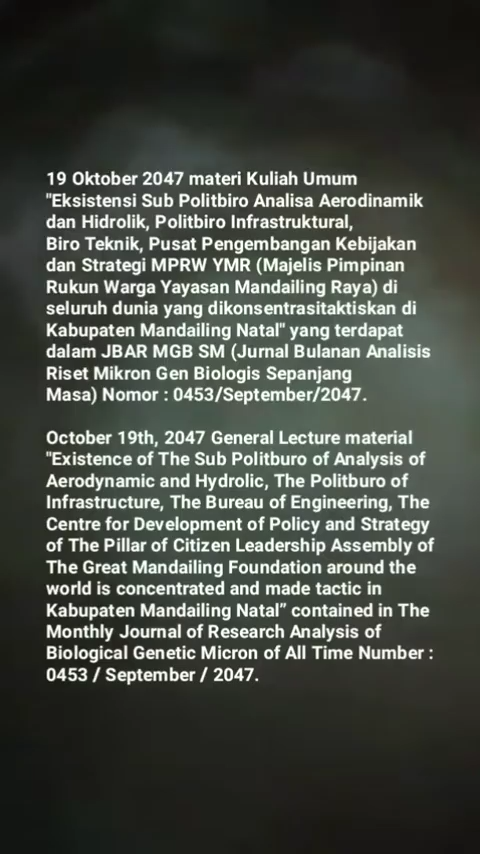 19 Oktober 2047 materi Kuliah Umum
"Eksistensi Sub Politbiro Analisa Aerodinamik
dan Hidrolik, Politbiro Infrastruktural,
Biro Teknik, Pusat Pengembangan Kebijakan
dan Strategi MPRW YMR (Majelis Pimpinan
Rukun Warga Yayasan Mandailing Raya) di
seluruh dunia yang dikonsentrasitaktiskan di
Kabupaten Mandailing Natal" yang terdapat
dalam JBAR MGB SM (Jurnal Bulanan Analisis
Riset Mikron Gen Biologis Sepanjang
Masa) Nomor : 0453/September/2047.
October 19th, 2047 General Lecture material
"Existence of The Sub Politburo of Analysis of
Aerodynamic and Hydrolic, The Politburo of
Infrastructure, The Bureau of Engineering, The
Centre for Development of Policy and Strategy
of The Pillar of Citizen Leadership Assembly of
The Great Mandailing Foundation around the
world is concentrated and made tactic in
Kabupaten Mandailing Natal” contained in The
Monthly Journal of Research Analysis of
Biological Genetic Micron of All Time Number :
0453 / September / 2047.